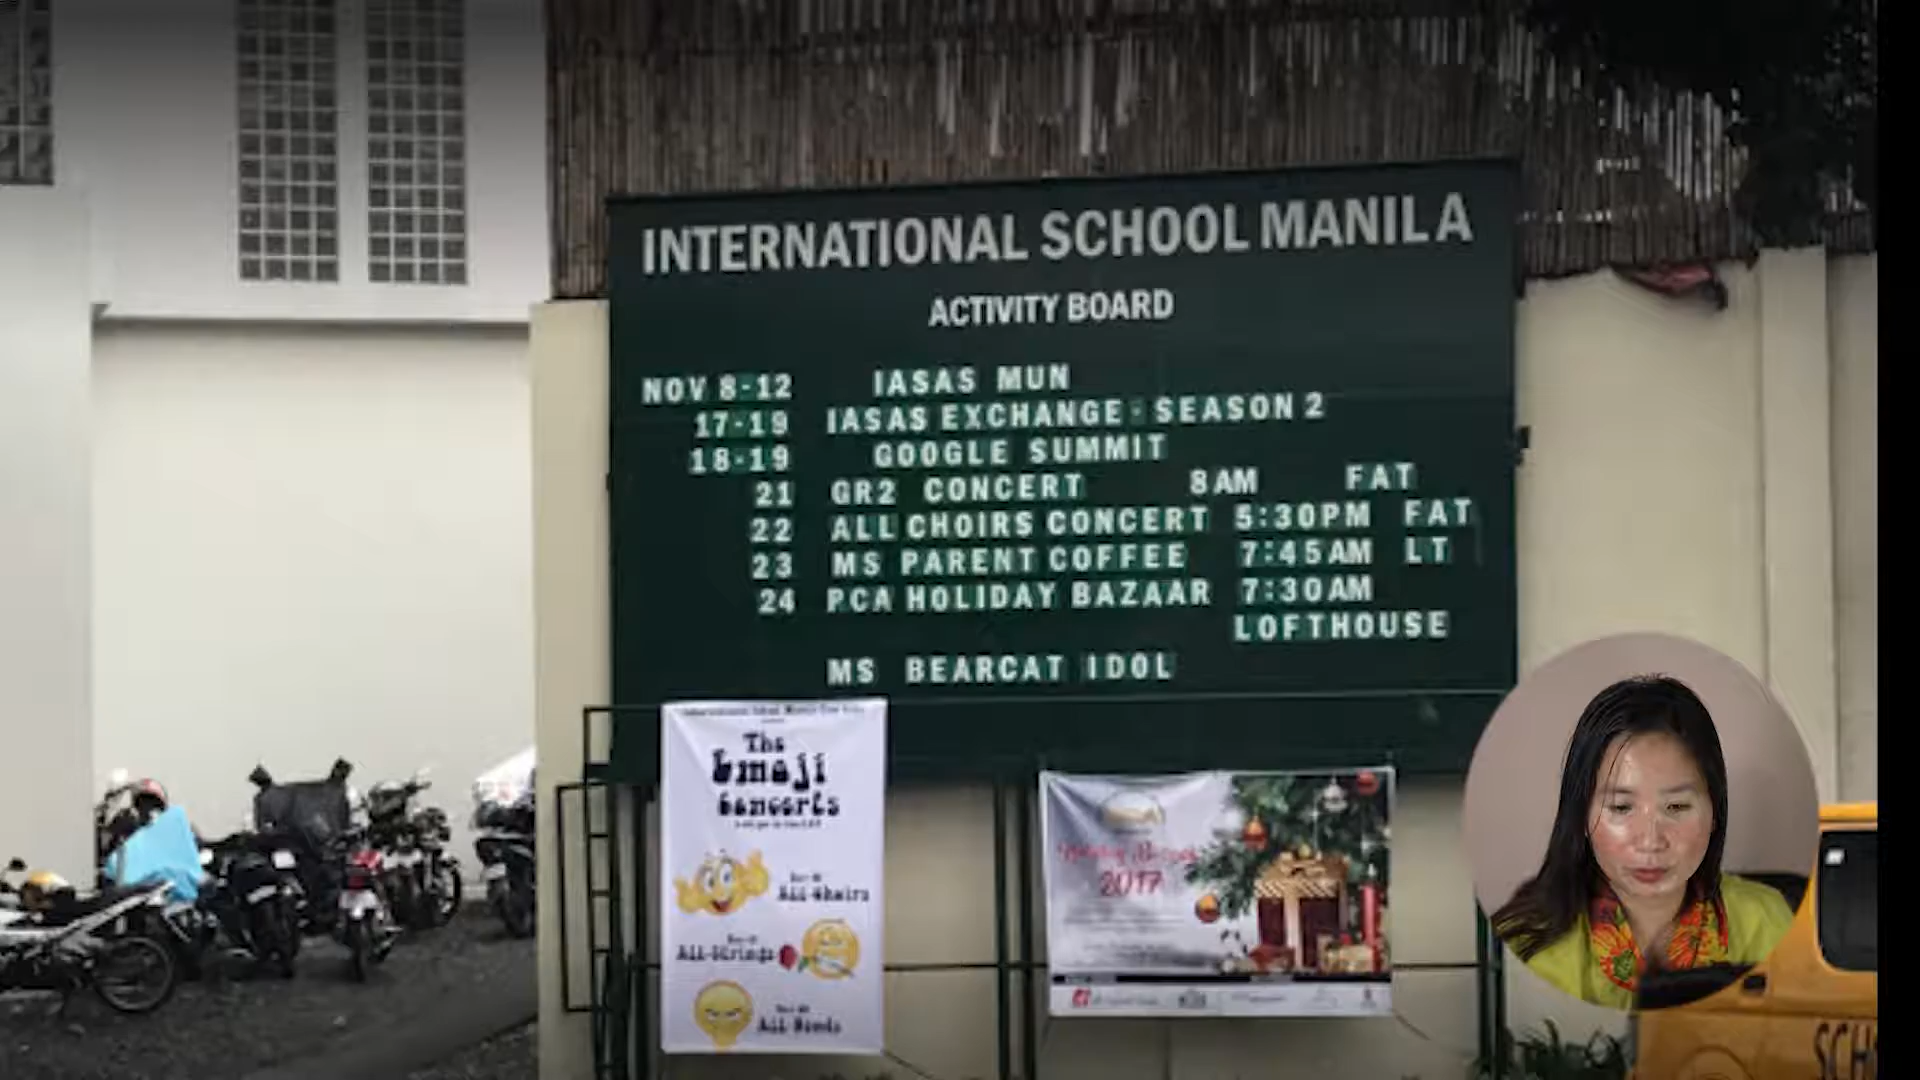 INTERNATIONAL SCHOOL MANILA
ACTIVITY BOARD
NOV 8-12 IASAS MUN
17-19 IASAS EXCHANGE - SEASON 2
18-19 GOOGLE SUMMIT
21 GR2 CONCERT 8AM FAT
22 ALL CHOIRS CONCERT 5:30PM FAT
23 MS PARENT COFFEE 7:45AM LT
24 PCA HOLIDAY BAZAAR 7:30AM
LOFTHOUSE
MS BEARCAT IDOL
The
Emoji
Concerts
All-Choirs
All-Strings
All-Bands
Holiday Bazaar
2017
SCH